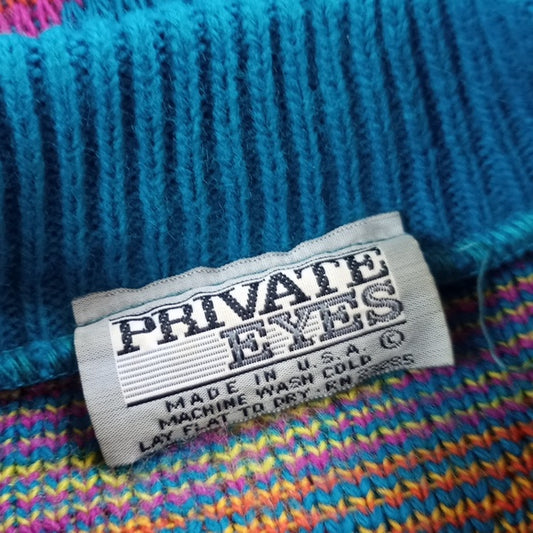 PRIVATE
EYES ©
MADE IN U.S.A.
MACHINE WASH COLD
LAY FLAT TO DRY. RN